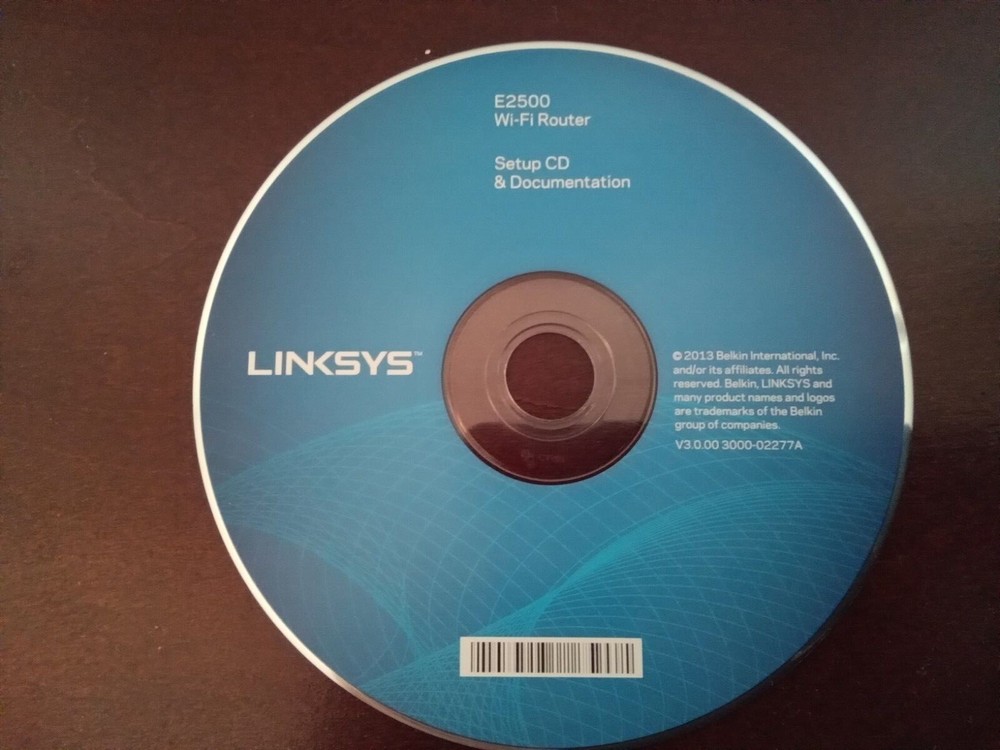 E2500
Wi-Fi Router
Setup CD
& Documentation
LINKSYS™
© 2013 Belkin International, Inc.
and/or its affiliates. All rights
reserved. Belkin, LINKSYS and
many product names and logos
are trademarks of the Belkin
group of companies.
V3.0.00 3000-02277A